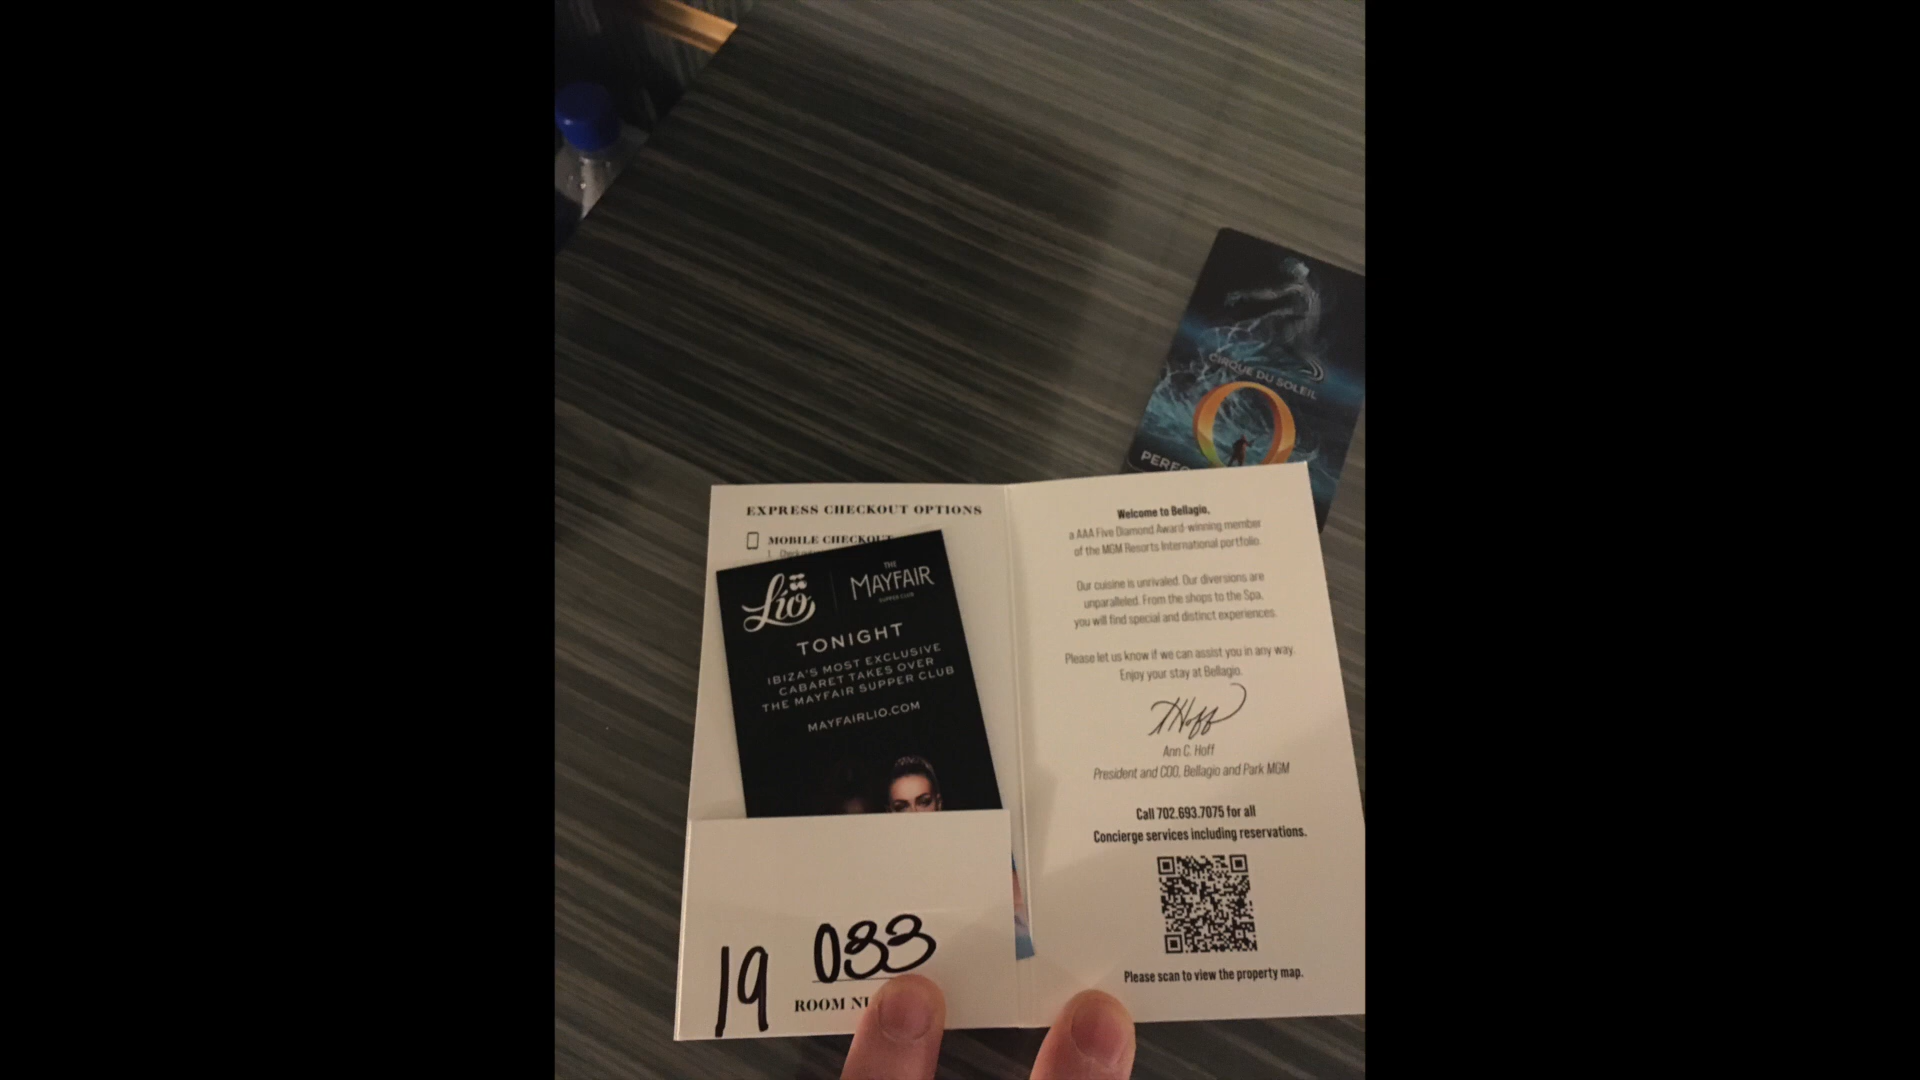 CIRQUE DU SOLEIL
O
EXPRESS CHECKOUT OPTIONS
MOBILE CHECKOUT
1.
Lío
THE
MAYFAIR
SUPPER CLUB
TONIGHT
IBIZA'S MOST EXCLUSIVE
CABARET TAKES OVER
THE MAYFAIR SUPPER CLUB
MAYFAIRLIO.COM
19 033
ROOM
Welcome to Bellagio,
a AAA Five Diamond Award-winning member
of the MGM Resorts International portfolio.
Our cuisine is unrivaled. Our diversions are
unparalleled. From the shops to the Spa,
you will find special and distinct experiences.
Please let us know if we can assist you in any way.
Enjoy your stay at Bellagio.
Ann C. Hoff
President and COO, Bellagio and Park MGM
Call 702.693.7075 for all
Concierge services including reservations.
Please scan to view the property map.